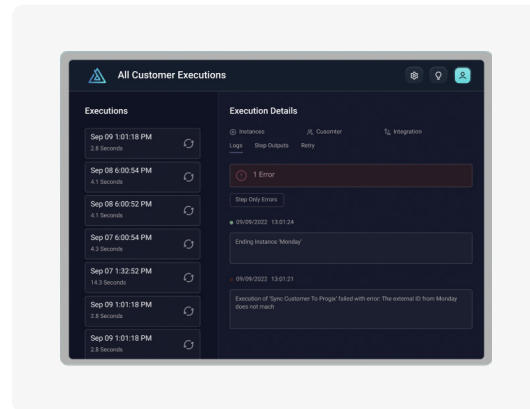 All Customer Executions
Executions
Sep 09 1:01:18 PM
2.8 Seconds
Sep 08 6:00:54 PM
4.1 Seconds
Sep 08 6:00:52 PM
4.1 Seconds
Sep 07 6:00:54 PM
4.3 Seconds
Sep 07 1:32:52 PM
14.3 Seconds
Sep 09 1:01:18 PM
2.8 Seconds
Sep 09 1:01:18 PM
2.8 Seconds
Execution Details
Instances Cusomter Integration
Logs Step Outputs Retry
1 Error
Step Only Errors
09/09/2022 13:01:24
Ending Instance 'Monday'
09/09/2022 13:01:21
Execution of 'Sync Customer To Progix' failed with error: The external ID from Monday
does not mach